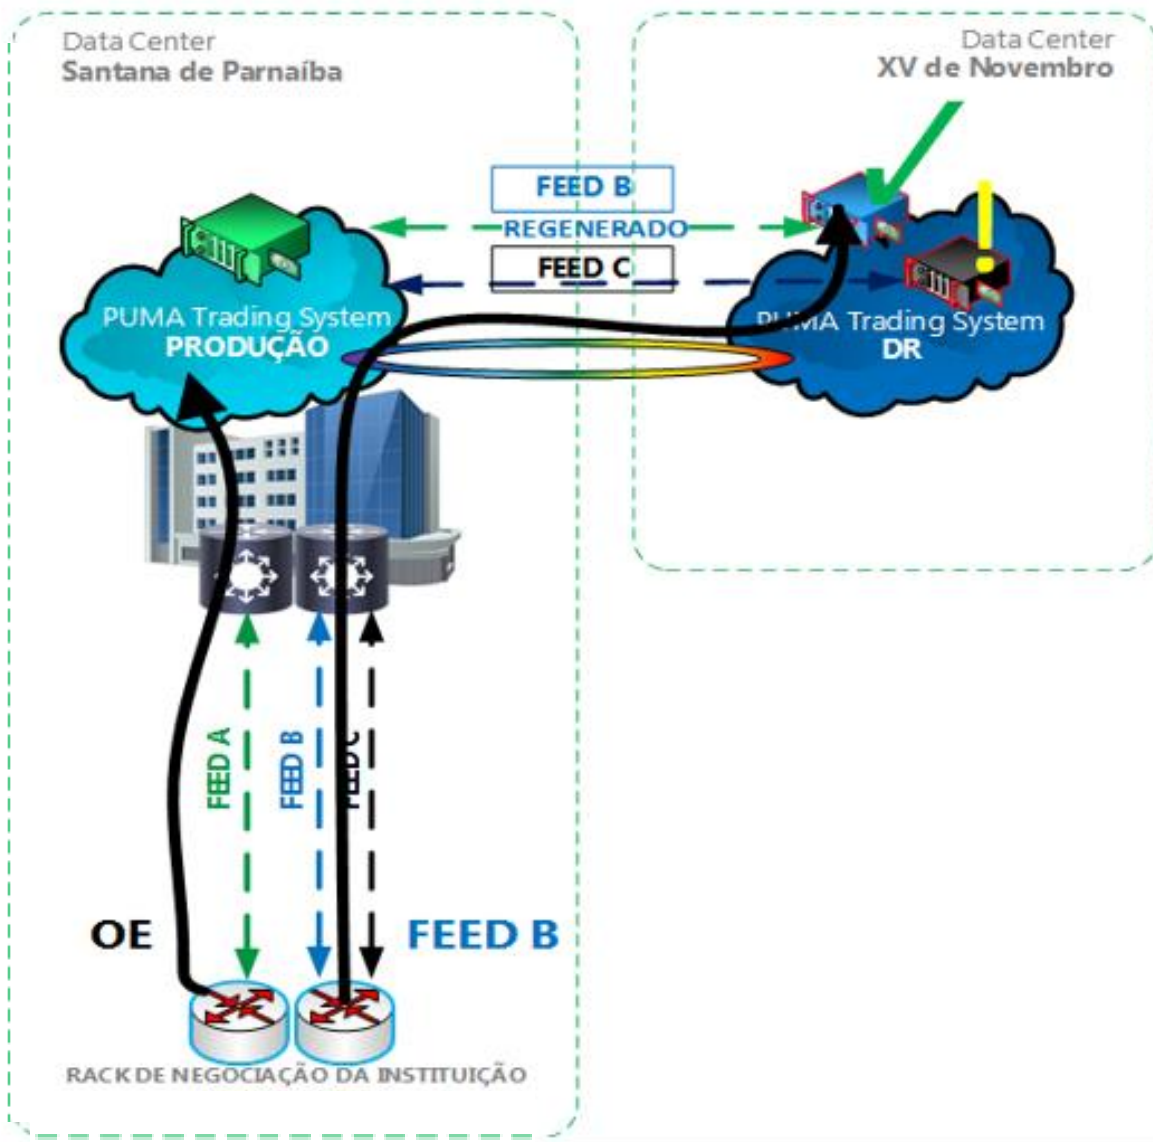 Data Center
Santana de Parnaíba
Data Center
XV de Novembro
FEED B
REGENERADO
FEED C
PUMA Trading System
PRODUÇÃO
PUMA Trading System
DR
FEED A
FEED B
FEED C
OE
FEED B
RACK DE NEGOCIAÇÃO DA INSTITUIÇÃO